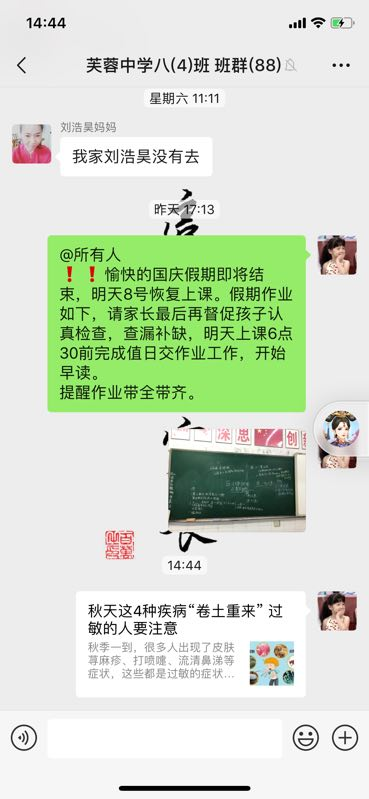 14:44
芙蓉中学八(4)班 班群(88)
星期六 11:11
刘浩昊妈妈
我家刘浩昊没有去
昨天 17:13
@所有人
❗❗愉快的国庆假期即将结
束，明天8号恢复上课。假期作业
如下，请家长最后再督促孩子认
真检查，查漏补缺，明天上课6点
30前完成值日交作业工作，开始
早读。
提醒作业带全带齐。
深思
创新
14:44
秋天这4种疾病“卷土重来” 过
敏的人要注意
秋季一到，很多人出现了皮肤
荨麻疹、打喷嚏、流清鼻涕等
症状，这些都是过敏的症状...